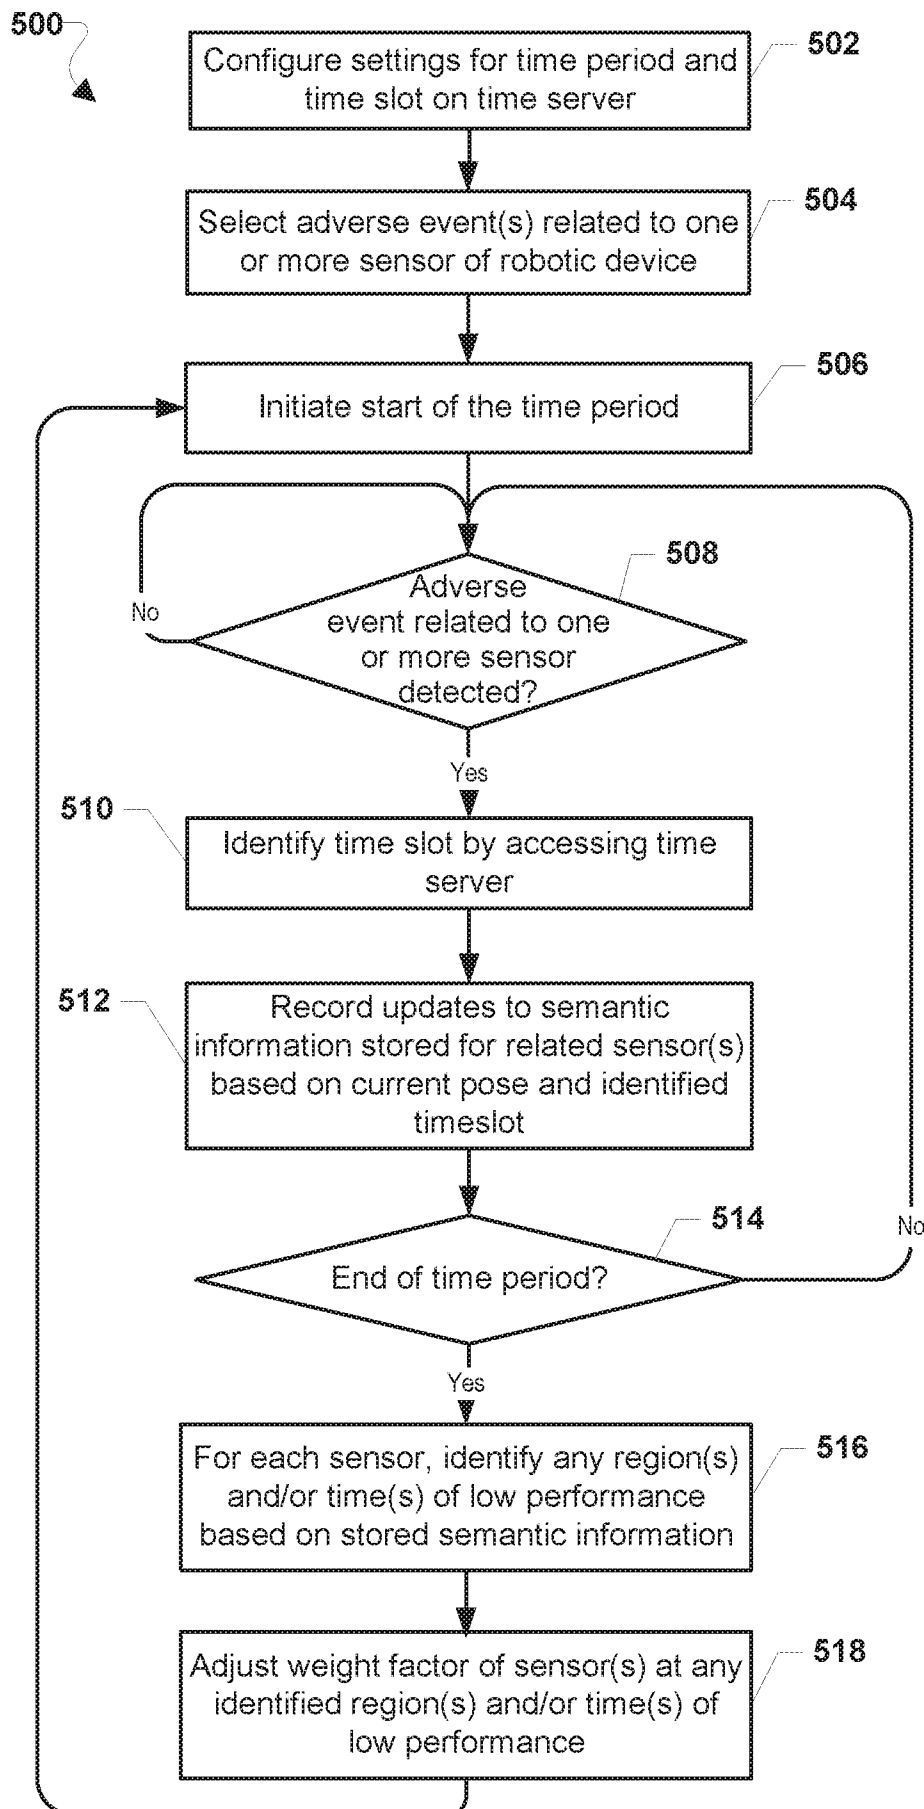 500
Configure settings for time period and
time slot on time server
502
Select adverse event(s) related to one
or more sensor of robotic device
504
Initiate start of the time period
506
Adverse
event related to one
or more sensor
detected?
508
No
Yes
Identify time slot by accessing time
server
510
Record updates to semantic
information stored for related sensor(s)
based on current pose and identified
timeslot
512
End of time period?
514
No
Yes
For each sensor, identify any region(s)
and/or time(s) of low performance
based on stored semantic information
516
Adjust weight factor of sensor(s) at any
identified region(s) and/or time(s) of
low performance
518